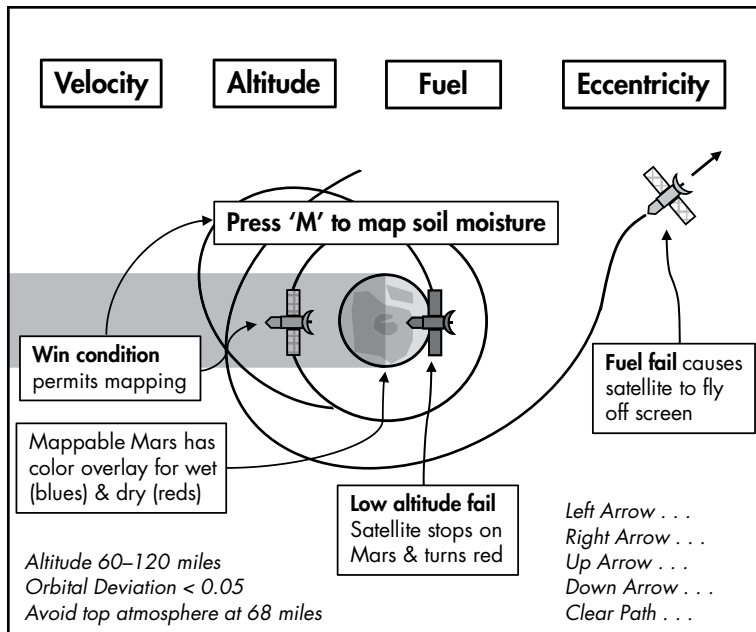 Velocity
Altitude
Fuel
Eccentricity
Press ‘M’ to map soil moisture
Win condition
permits mapping
Fuel fail causes
satellite to fly
off screen
Mappable Mars has
color overlay for wet
(blues) & dry (reds)
Low altitude fail
Satellite stops on
Mars & turns red
Altitude 60–120 miles
Orbital Deviation < 0.05
Avoid top atmosphere at 68 miles
Left Arrow . . .
Right Arrow . . .
Up Arrow . . .
Down Arrow . . .
Clear Path . . .